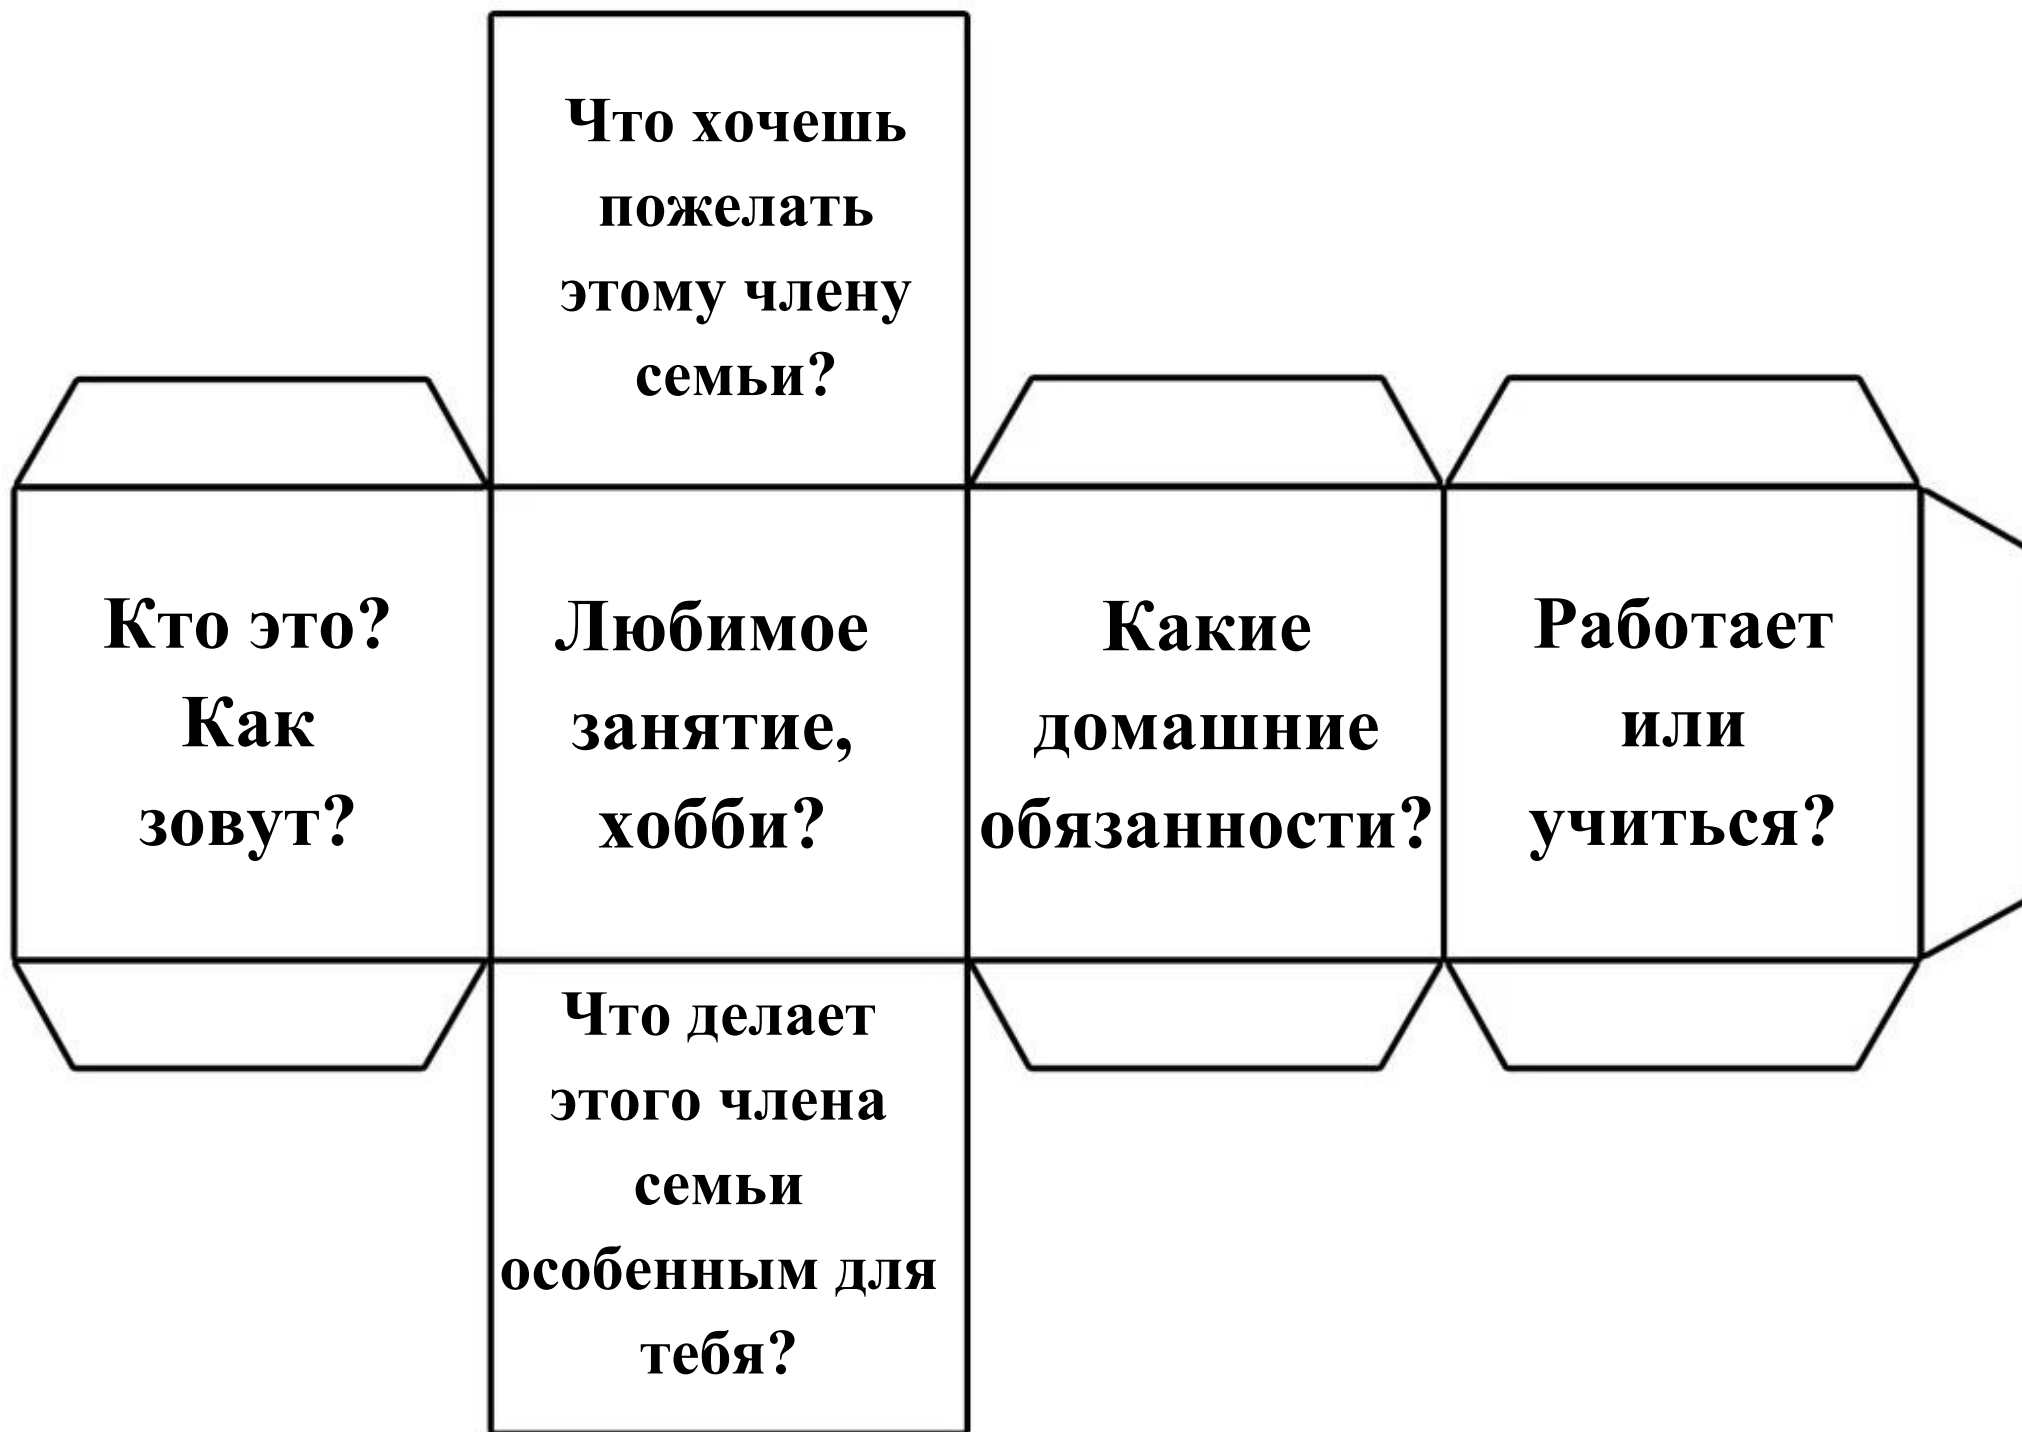 Что хочешь
пожелать
этому члену
семьи?
Кто это?
Как
зовут?
Любимое
занятие,
хобби?
Какие
домашние
обязанности?
Работает
или
учиться?
Что делает
этого члена
семьи
особенным для
тебя?